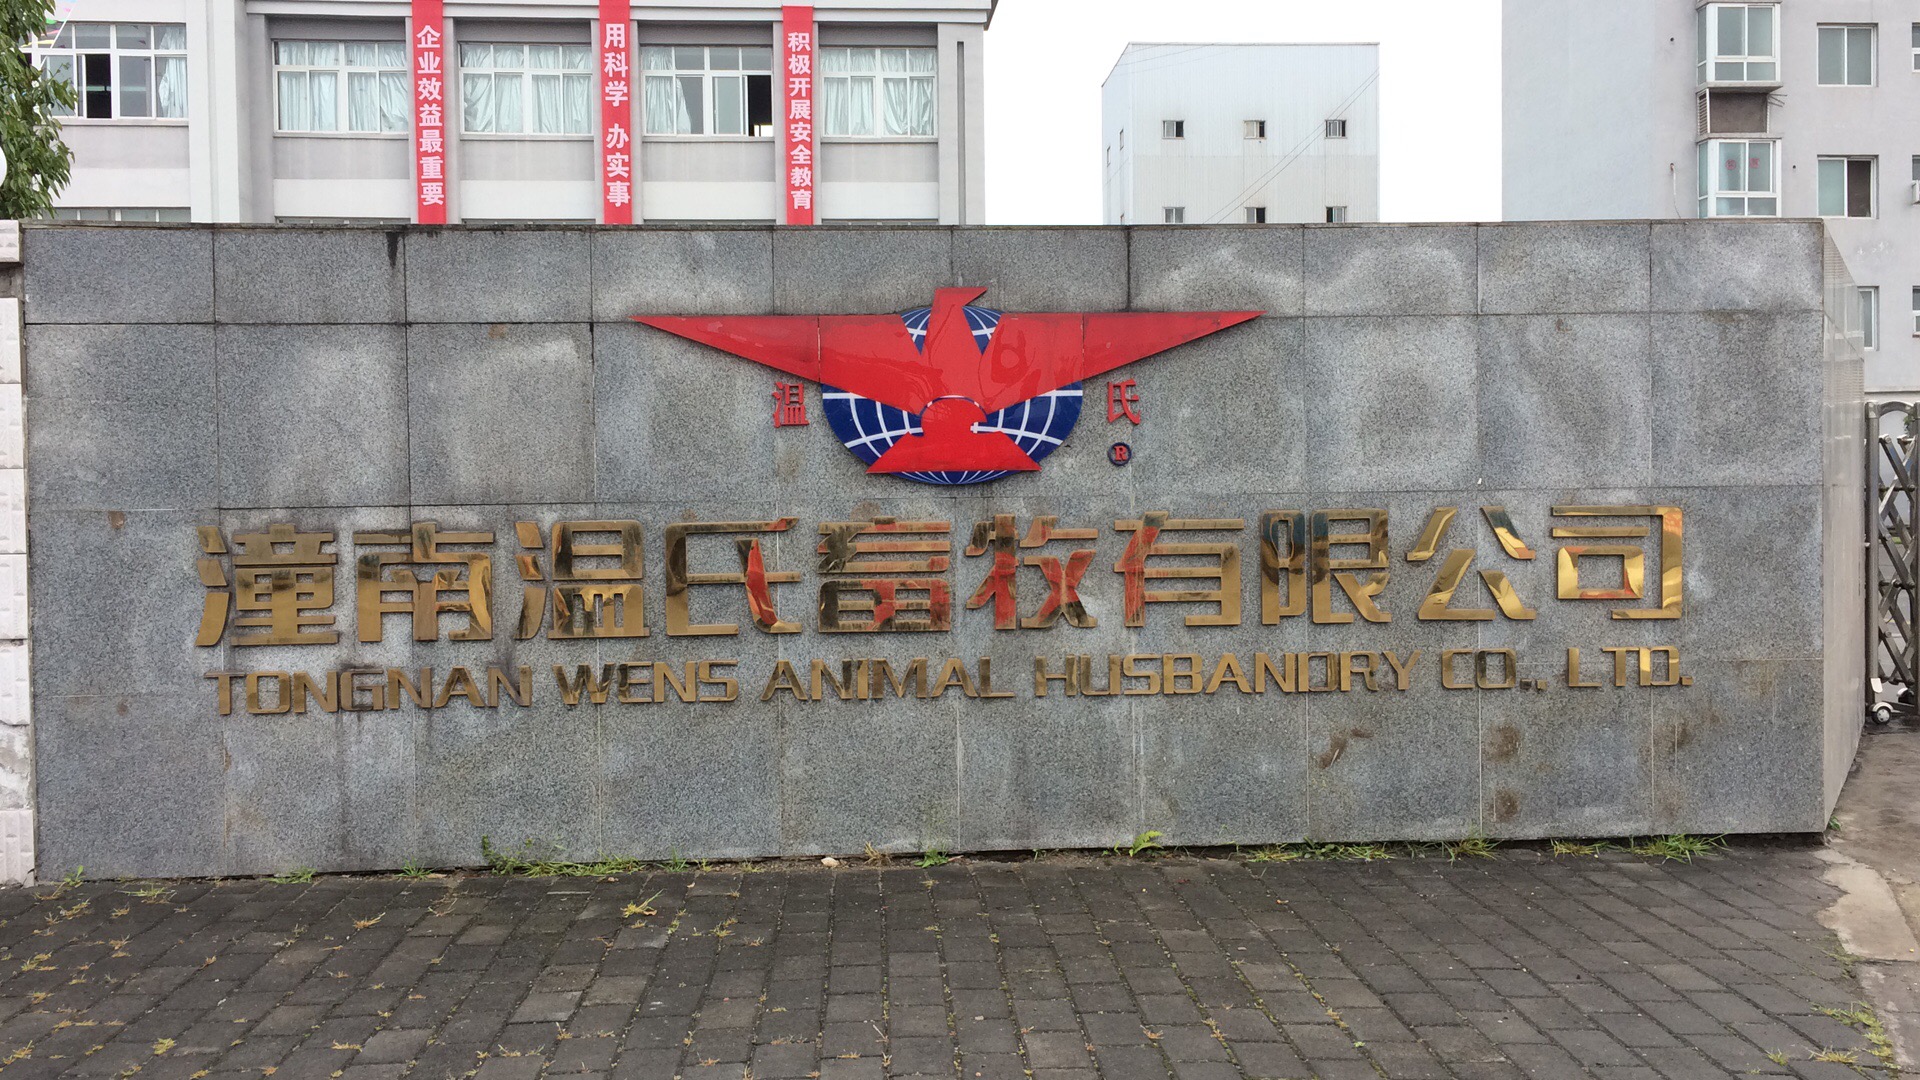 企业效益最重要
用科学 办实事
积极开展安全教育
温 氏
®
潼南温氏畜牧有限公司
TONGNAN WENS ANIMAL HUSBANDRY CO., LTD.